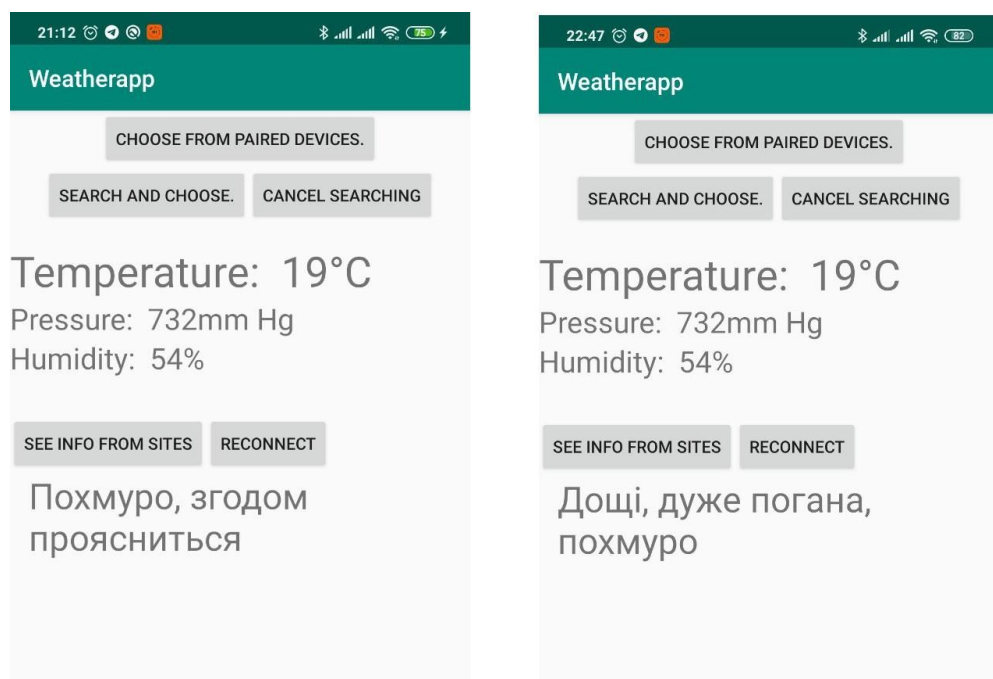 21:12
75
Weatherapp
CHOOSE FROM PAIRED DEVICES.
SEARCH AND CHOOSE. CANCEL SEARCHING
Temperature: 19°C
Pressure: 732mm Hg
Humidity: 54%
SEE INFO FROM SITES RECONNECT
Похмуро, згодом
проясниться
22:47
82
Weatherapp
CHOOSE FROM PAIRED DEVICES.
SEARCH AND CHOOSE. CANCEL SEARCHING
Temperature: 19°C
Pressure: 732mm Hg
Humidity: 54%
SEE INFO FROM SITES RECONNECT
Дощі, дуже погана,
похмуро